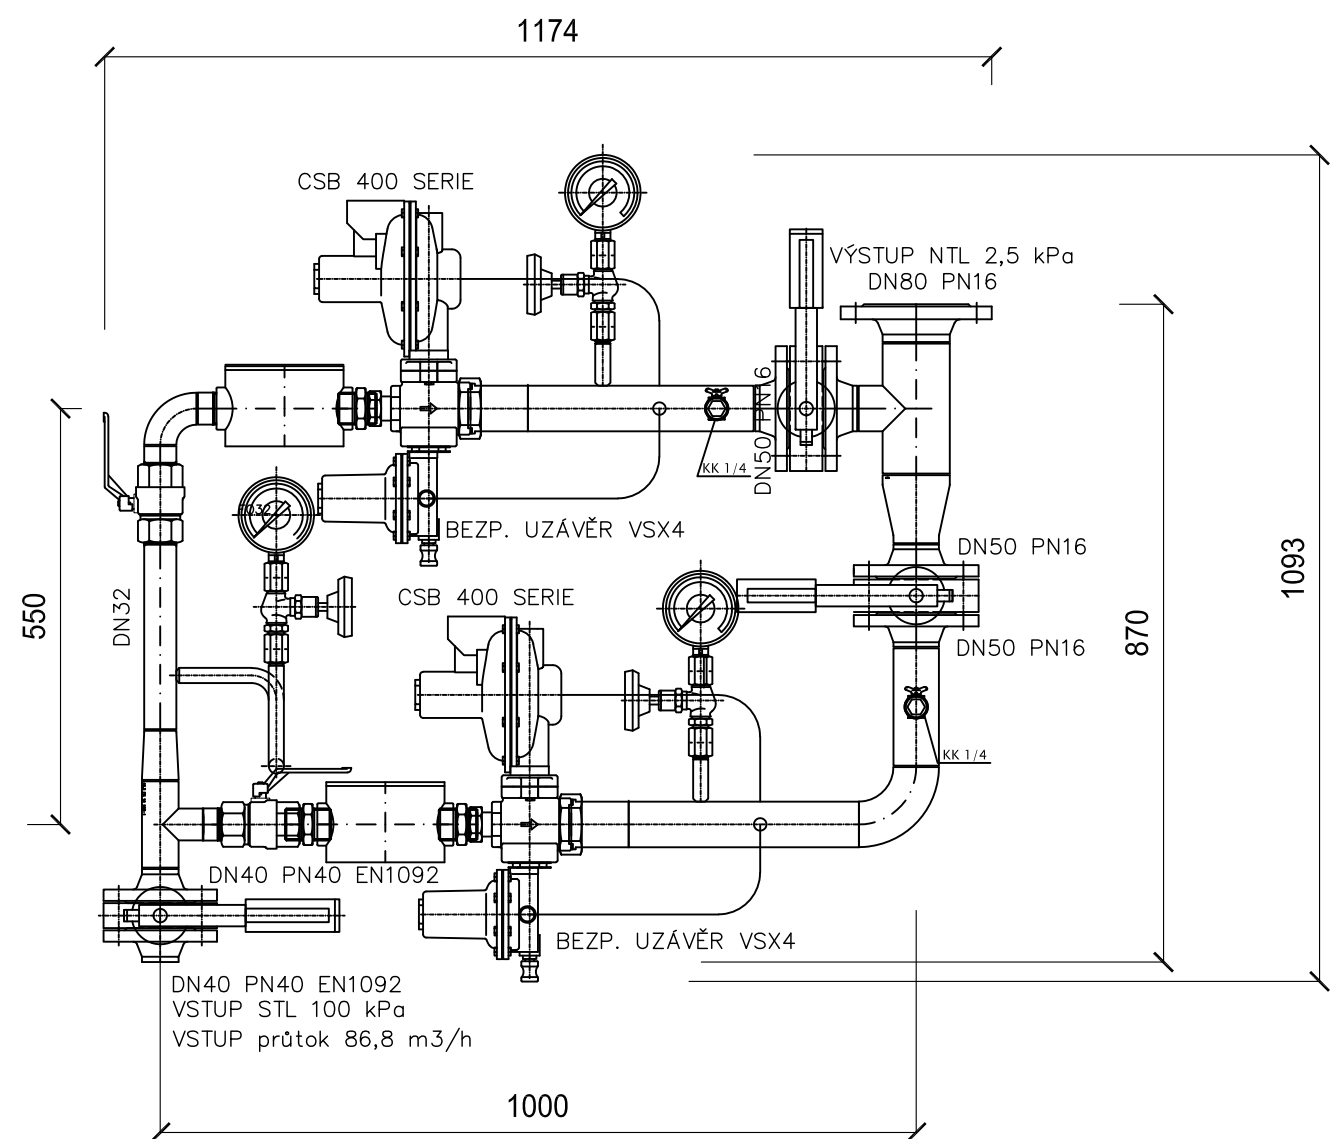 1174
CSB 400 SERIE
VÝSTUP NTL 2,5 kPa
DN80 PN16
DN50 PN16
KK 1/4
BEZP. UZÁVĚR VSX4
DN50 PN16
1093
CSB 400 SERIE
550
DN32
870
DN50 PN16
KK 1/4
DN40 PN40 EN1092
BEZP. UZÁVĚR VSX4
DN40 PN40 EN1092
VSTUP STL 100 kPa
VSTUP průtok 86,8 m3/h
1000